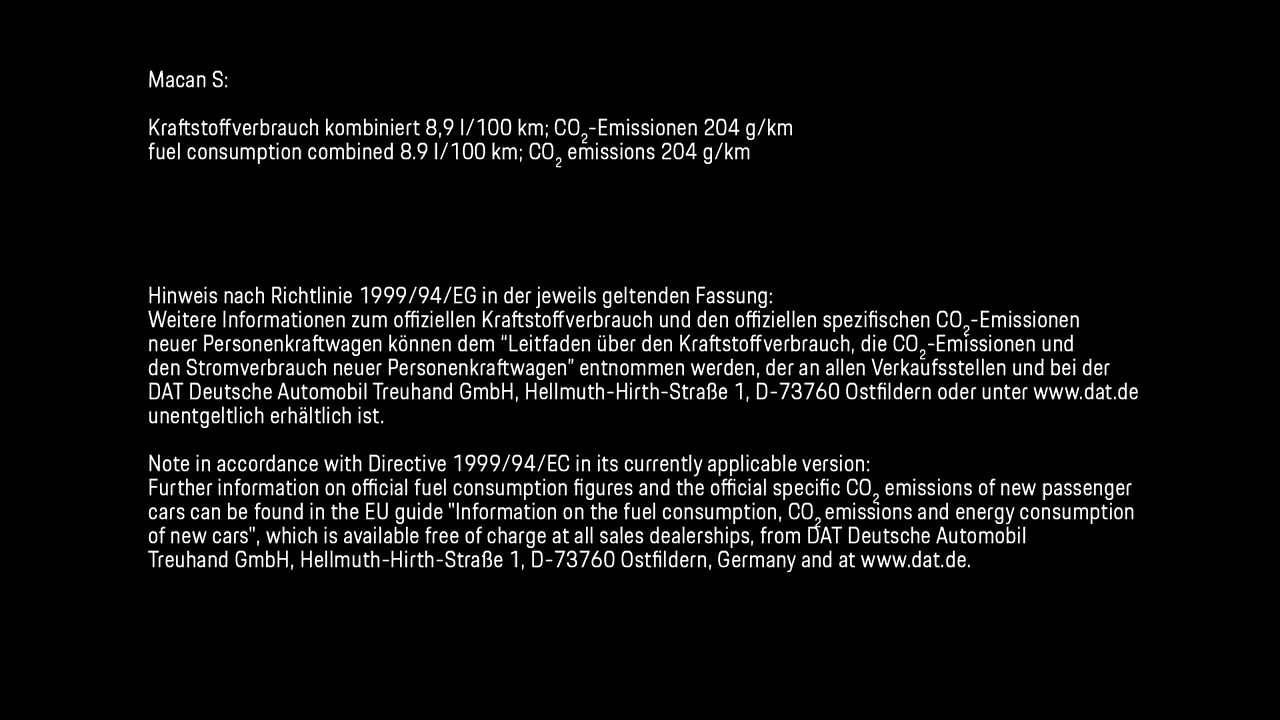 Macan S:
Kraftstoffverbrauch kombiniert 8,9 l/100 km; CO₂-Emissionen 204 g/km
fuel consumption combined 8.9 l/100 km; CO₂ emissions 204 g/km
Hinweis nach Richtlinie 1999/94/EG in der jeweils geltenden Fassung:
Weitere Informationen zum offiziellen Kraftstoffverbrauch und den offiziellen spezifischen CO₂-Emissionen
neuer Personenkraftwagen können dem “Leitfaden über den Kraftstoffverbrauch, die CO₂-Emissionen und
den Stromverbrauch neuer Personenkraftwagen” entnommen werden, der an allen Verkaufsstellen und bei der
DAT Deutsche Automobil Treuhand GmbH, Hellmuth-Hirth-Straße 1, D-73760 Ostfildern oder unter www.dat.de
unentgeltlich erhältlich ist.
Note in accordance with Directive 1999/94/EC in its currently applicable version:
Further information on official fuel consumption figures and the official specific CO₂ emissions of new passenger
cars can be found in the EU guide "Information on the fuel consumption, CO₂ emissions and energy consumption
of new cars", which is available free of charge at all sales dealerships, from DAT Deutsche Automobil
Treuhand GmbH, Hellmuth-Hirth-Straße 1, D-73760 Ostfildern, Germany and at www.dat.de.